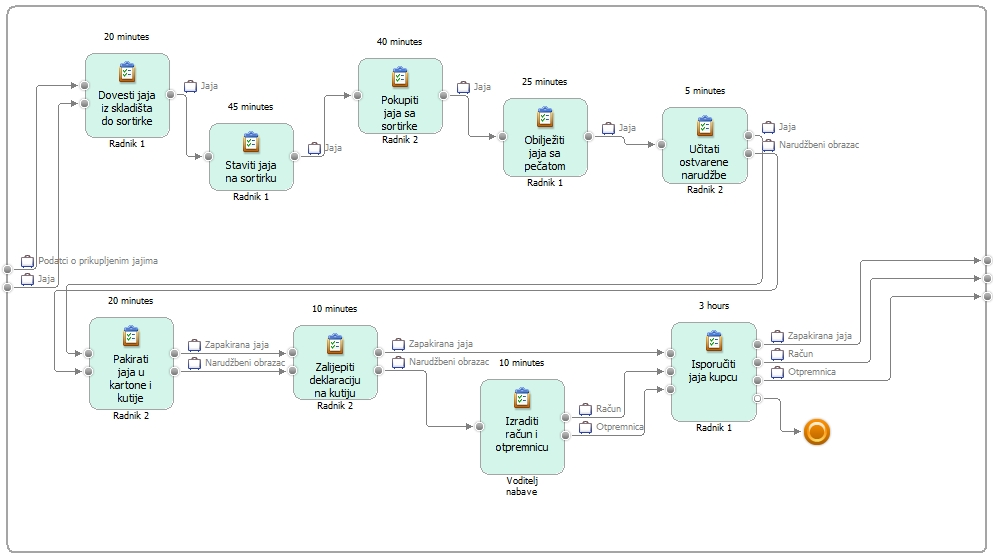 20 minutes
Dovesti jaja
iz skladišta
do sortirke
Radnik 1
Jaja
45 minutes
Staviti jaja
na sortirku
Radnik 1
Jaja
40 minutes
Pokupiti
jaja sa
sortirke
Radnik 2
Jaja
25 minutes
Obilježiti
jaja sa
pečatom
Radnik 1
Jaja
5 minutes
Učitati
ostvarene
narudžbe
Radnik 2
Jaja
Narudžbeni obrazac
Podatci o prikupljenim jajima
Jaja
20 minutes
Pakirati
jaja u
kartone i
kutije
Radnik 2
Zapakirana jaja
Narudžbeni obrazac
10 minutes
Zalijepiti
deklaraciju
na kutiju
Radnik 2
Zapakirana jaja
Narudžbeni obrazac
10 minutes
Izraditi
račun i
otpremnicu
Voditelj
nabave
Račun
Otpremnica
3 hours
Isporučiti
jaja kupcu
Radnik 1
Zapakirana jaja
Račun
Otpremnica